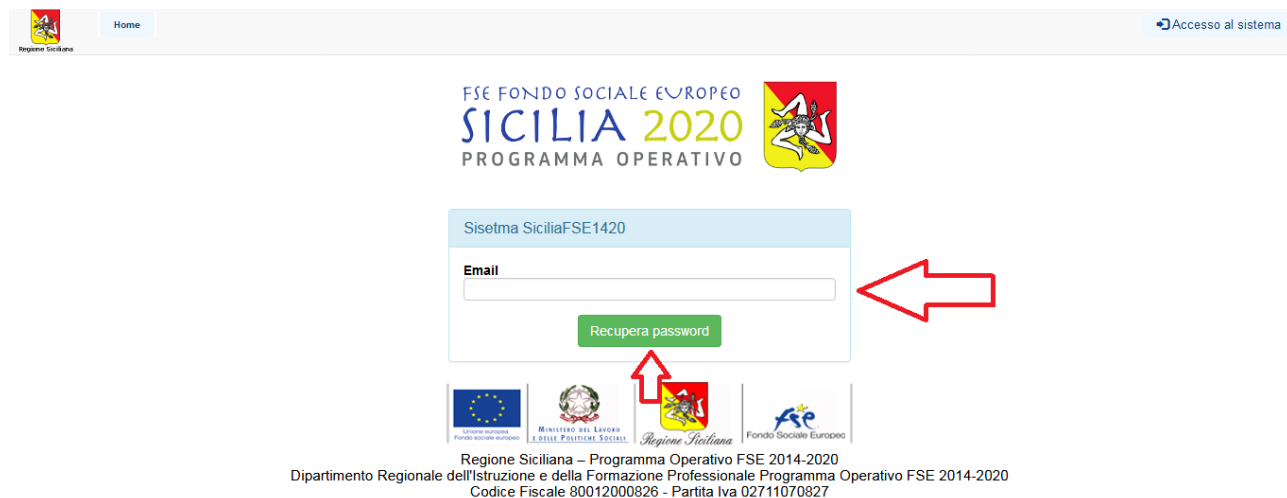 Regione Siciliana
Home
Accesso al sistema
FSE FONDO SOCIALE EUROPEO
SICILIA 2020
PROGRAMMA OPERATIVO
Sisetma SiciliaFSE1420
Email
Recupera password
Unione europea
Fondo sociale europeo
MINISTERO DEL LAVORO
E DELLE POLITICHE SOCIALI
Regione Siciliana
fse
Fondo Sociale Europeo
Regione Siciliana – Programma Operativo FSE 2014-2020
Dipartimento Regionale dell'Istruzione e della Formazione Professionale Programma Operativo FSE 2014-2020
Codice Fiscale 80012000826 - Partita Iva 02711070827